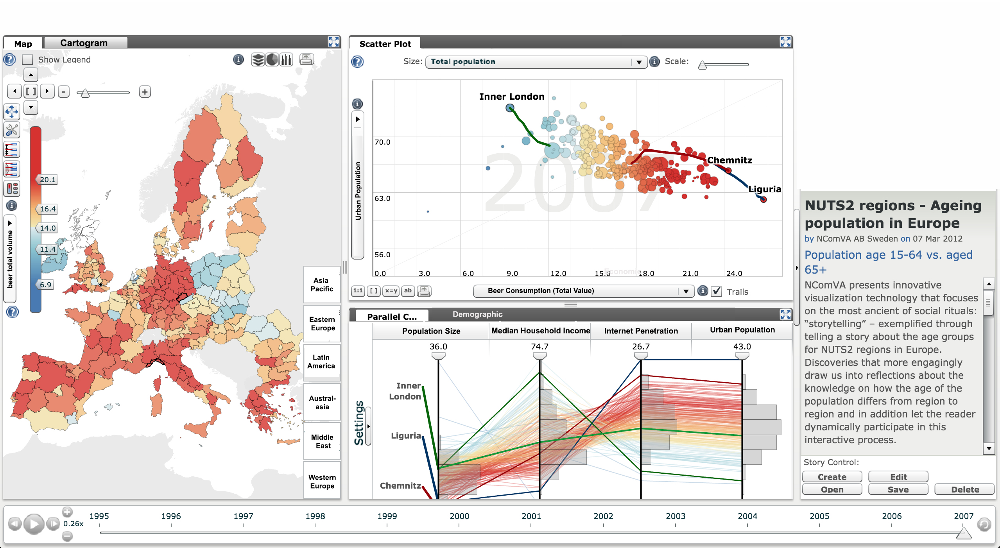 Map
Cartogram
Show Legend
[ ]
-
+
20.1
16.4
14.0
11.4
6.9
beer total volume
Asia
Pacific
Eastern
Europe
Latin
America
Austral-
asia
Middle
East
Western
Europe
Scatter Plot
Size:
Total population
Scale:
Urban Population
2007
Inner London
Chemnitz
Liguria
70.0
63.0
56.0
0.0
3.0
6.0
9.0
12.0
15.0
Economic
18.0
21.0
24.0
1:1
[ ]
x=y
ab
Beer Consumption (Total Value)
Trails
Parallel C...
Demographic
Population Size
Median Household Income
Internet Penetration
Urban Population
36.0
74.7
26.7
43.0
Settings
Inner
London
Liguria
Chemnitz
NUTS2 regions - Ageing
population in Europe
by NComVA AB Sweden on 07 Mar 2012
Population age 15-64 vs. aged
65+
NComVA presents innovative
visualization technology that focuses
on the most ancient of social rituals:
“storytelling” – exemplified through
telling a story about the age groups
for NUTS2 regions in Europe.
Discoveries that more engagingly
draw us into reflections about the
knowledge on how the age of the
population differs from region to
region and in addition let the reader
dynamically participate in this
interactive process.
Story Control:
Create
Edit
Open
Save
Delete
0.26x
1995
1996
1997
1998
1999
2000
2001
2002
2003
2004
2005
2006
2007